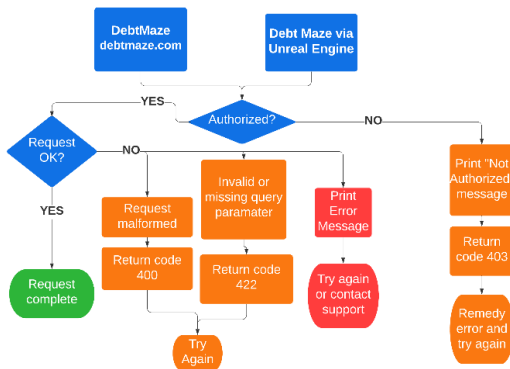 DebtMaze
debtmaze.com
Debt Maze via
Unreal Engine
YES
Authorized?
NO
Request
OK?
NO
YES
Request
malformed
Invalid or
missing query
paramater
Print
Error
Message
Print "Not
Authorized"
message
Return code
400
Return code
422
Return
code 403
Request
complete
Try again
or contact
support
Try
Again
Remedy
error and
try again